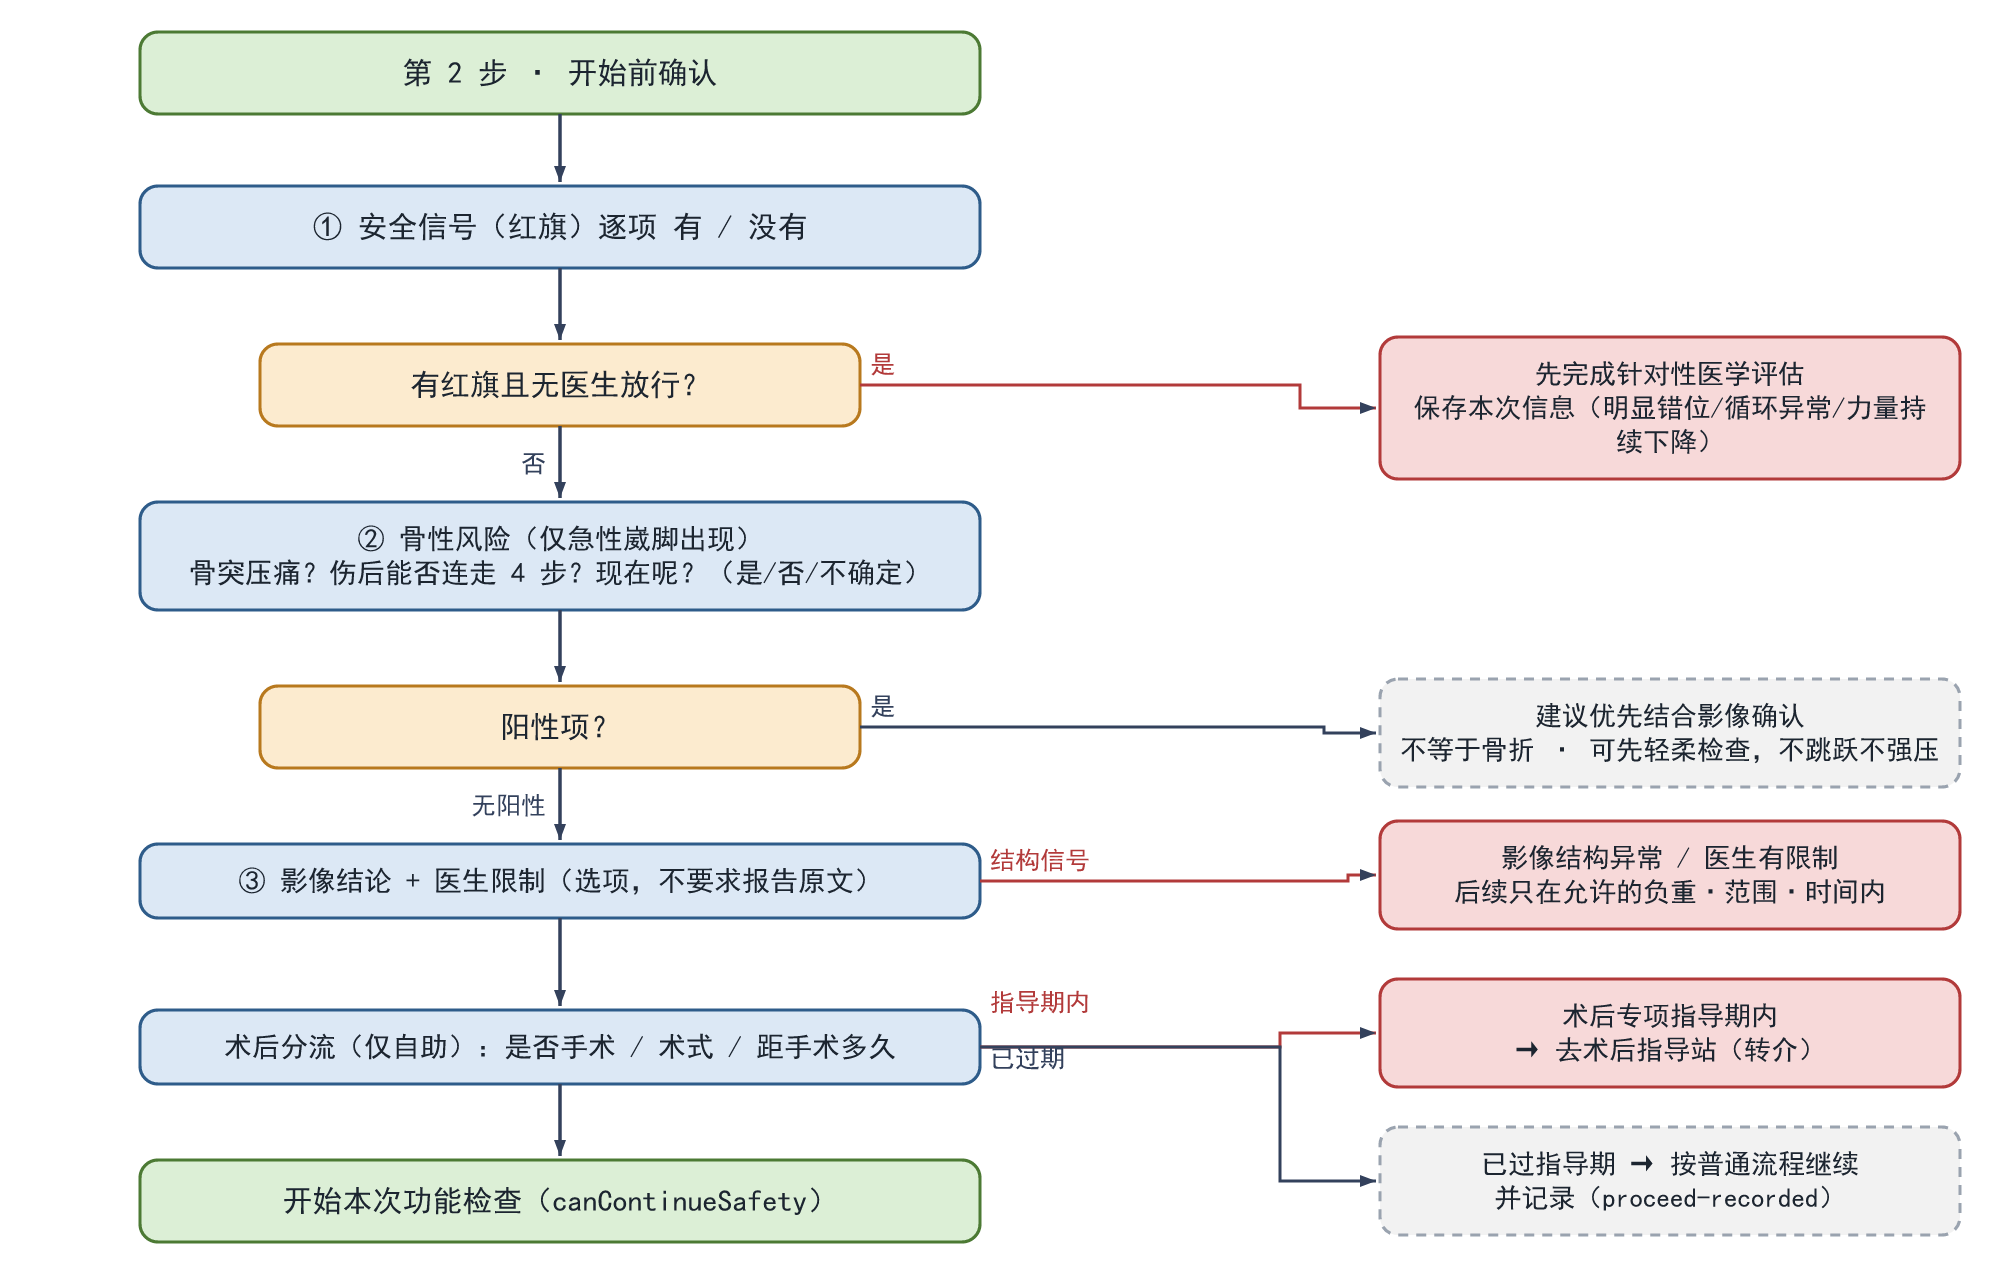 第 2 步 · 开始前确认
① 安全信号（红旗）逐项 有 / 没有
有红旗且无医生放行？
是
先完成针对性医学评估
保存本次信息（明显错位/循环异常/力量持
续下降）
否
② 骨性风险（仅急性崴脚出现）
骨突压痛？伤后能否连走 4 步？现在呢？（是/否/不确定）
阳性项？
是
建议优先结合影像确认
不等于骨折 · 可先轻柔检查，不跳跃不强压
无阳性
③ 影像结论 + 医生限制（选项，不要求报告原文）
结构信号
影像结构异常 / 医生有限制
后续只在允许的负重·范围·时间内
术后分流（仅自助）：是否手术 / 术式 / 距手术多久
指导期内
已过期
术后专项指导期内
→ 去术后指导站（转介）
已过指导期 → 按普通流程继续
并记录（proceed-recorded）
开始本次功能检查（canContinueSafety）